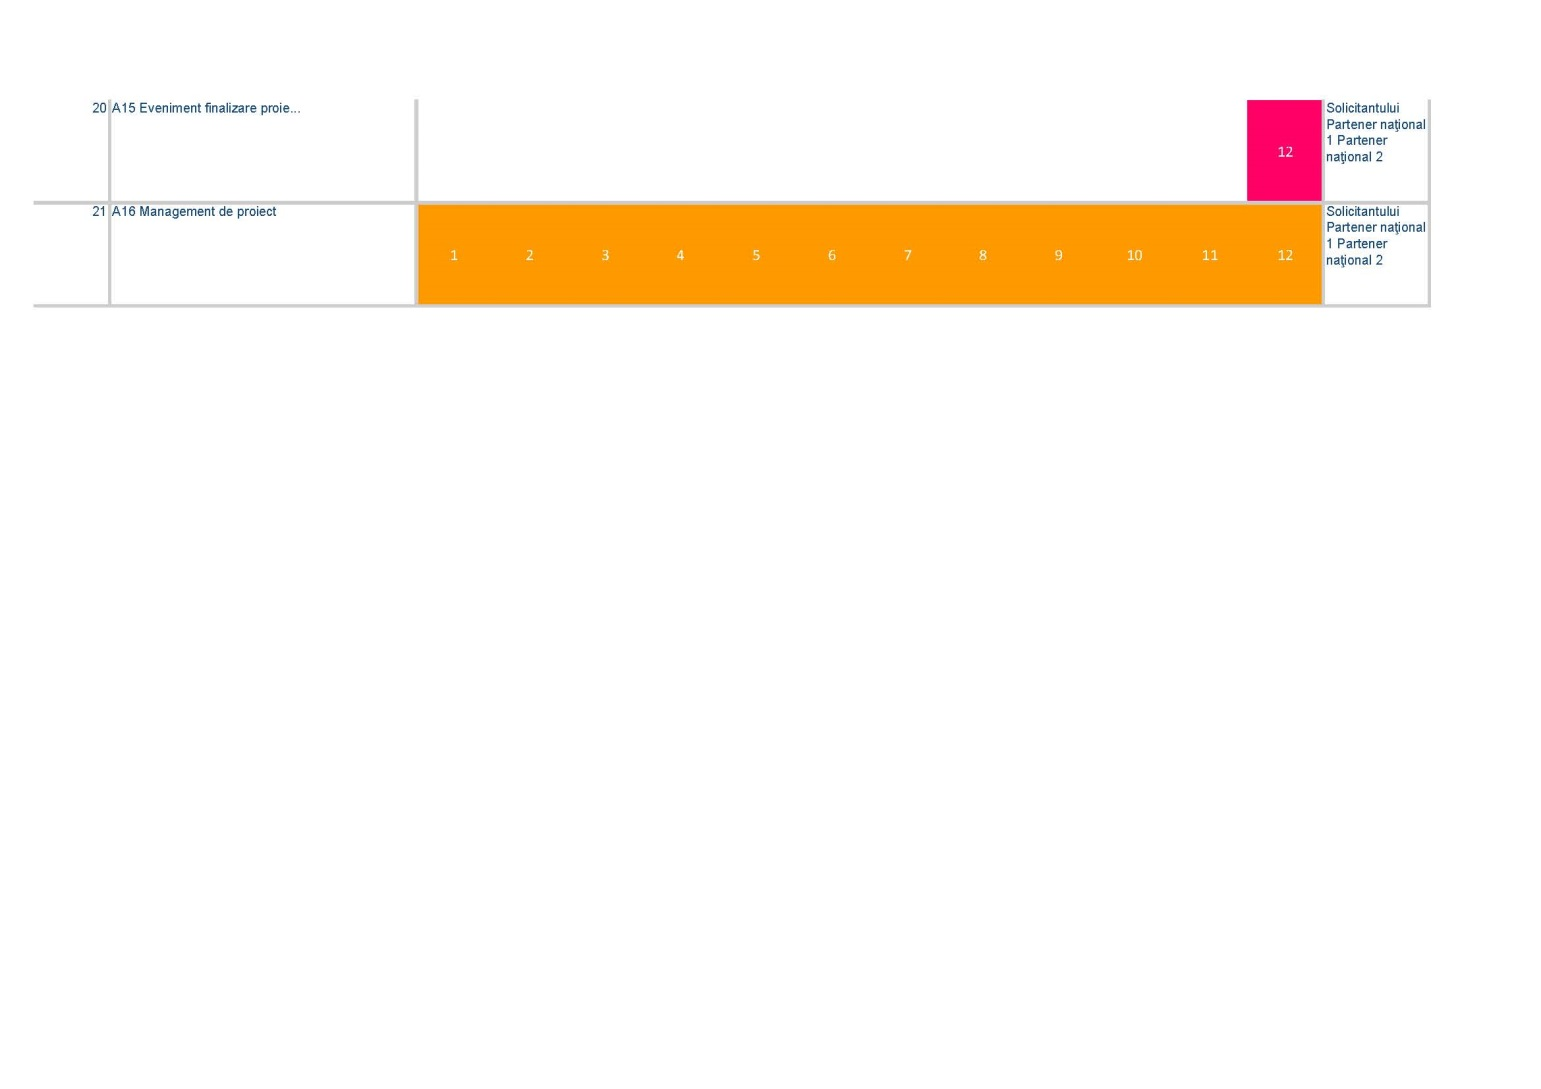 20 A15 Eveniment finalizare proie...
12
Solicitantului
Partener naţional
1 Partener
naţional 2
21 A16 Management de proiect
1 2 3 4 5 6 7 8 9 10 11 12
Solicitantului
Partener naţional
1 Partener
naţional 2